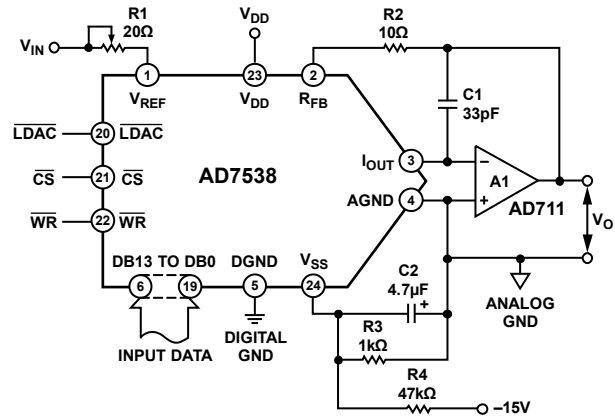 R1
20Ω
VIN
VDD
R2
10Ω
1
23
2
VREF
VDD
RFB
C1
33pF
LDAC
20
LDAC
IOUT
3
–
CS
21
CS
AD7538
A1
AGND
4
+
AD711
WR
22
WR
VO
DB13 TO DB0
DGND
VSS
6
19
5
24
C2
4.7µF
+
ANALOG
GND
DIGITAL
GND
R3
1kΩ
INPUT DATA
R4
47kΩ
–15V